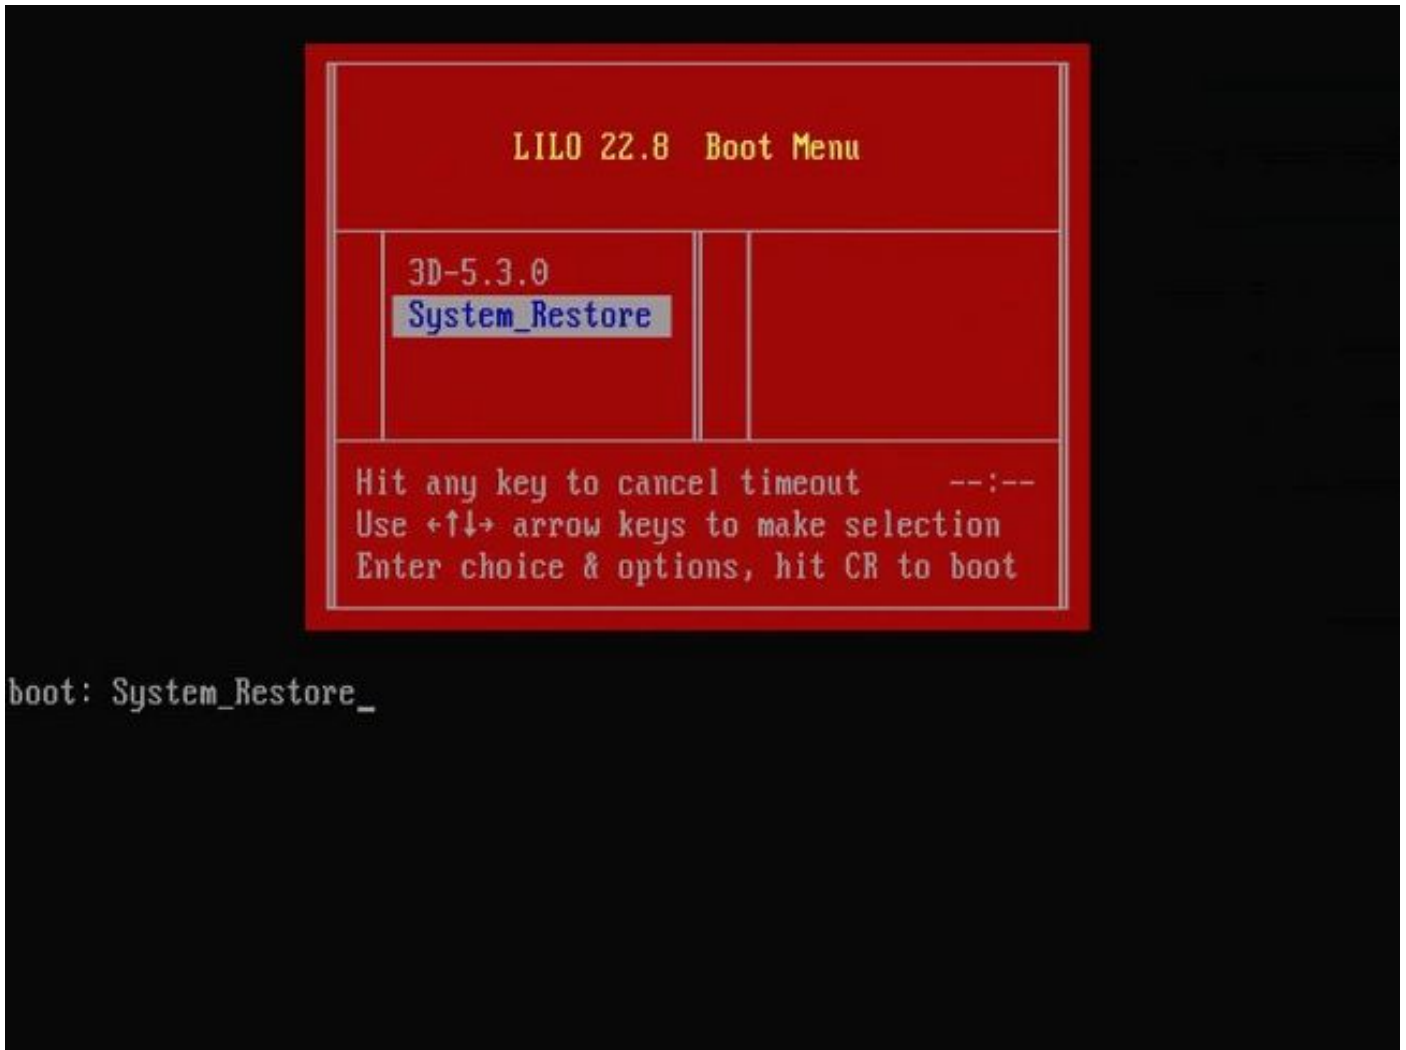 LILO 22.8  Boot Menu
3D-5.3.0
System_Restore
Hit any key to cancel timeout    --:--
Use ←↑↓→ arrow keys to make selection
Enter choice & options, hit CR to boot
boot: System_Restore_